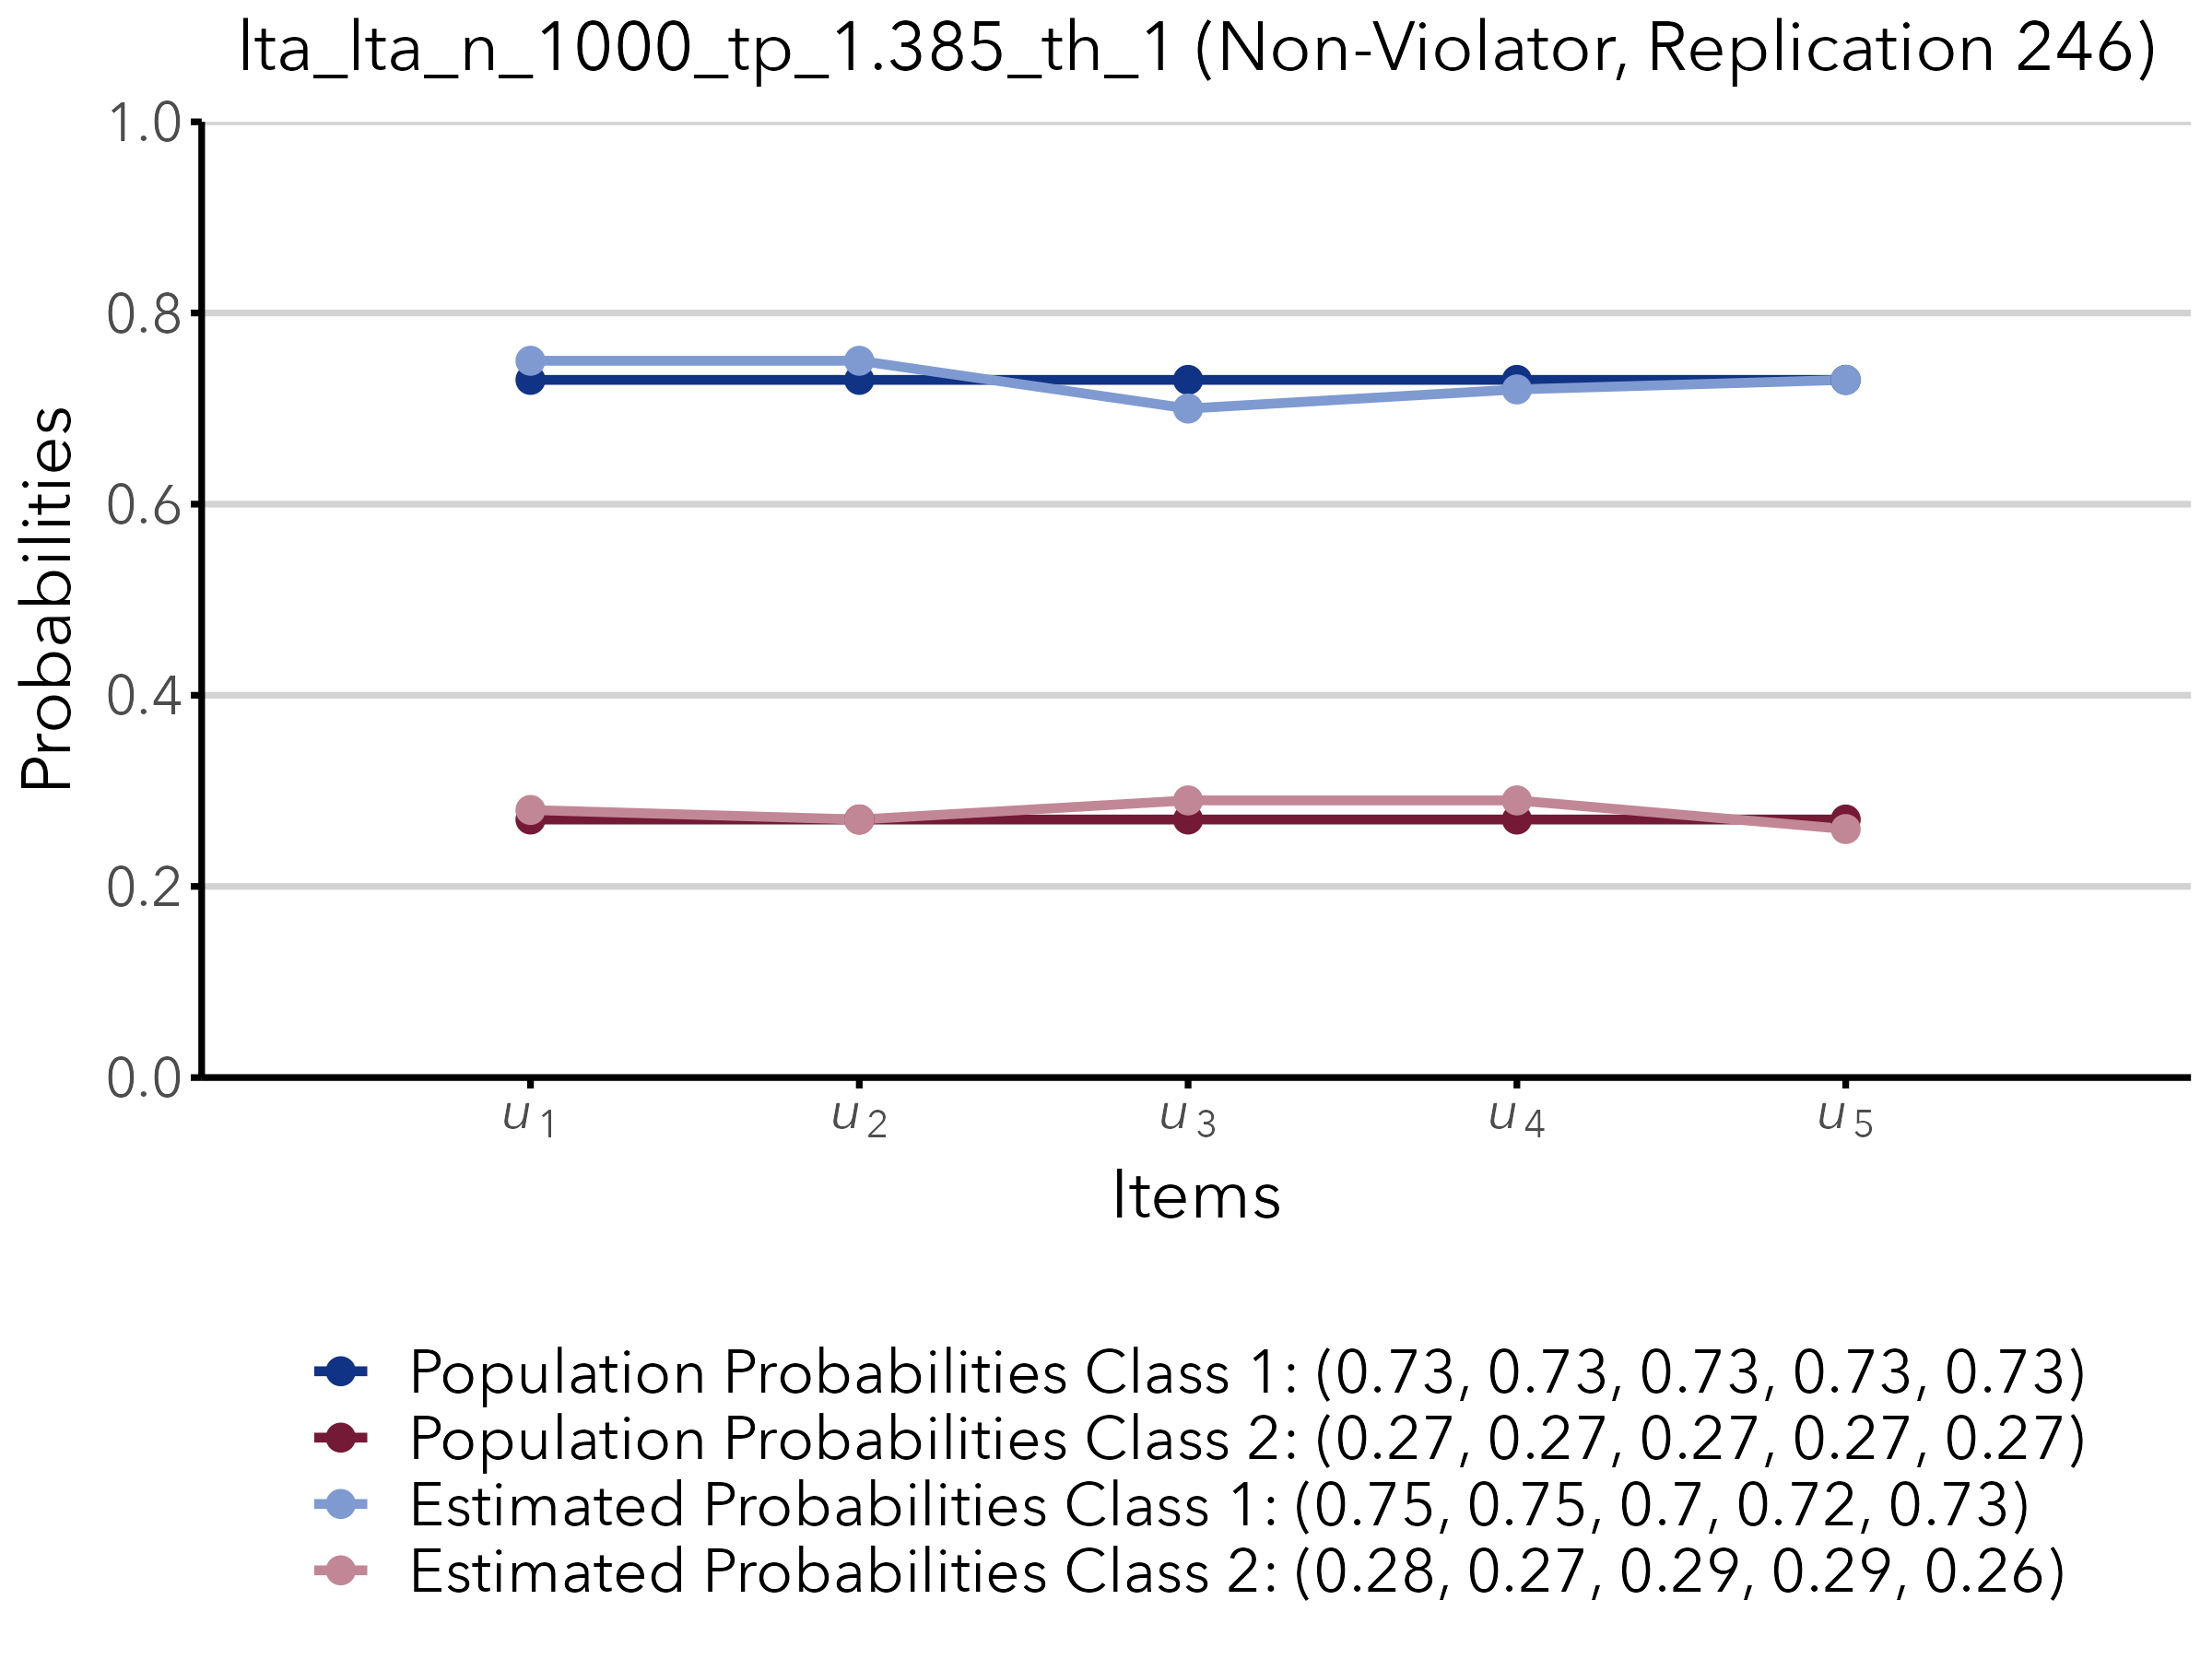 lta_lta_n_1000_tp_1.385_th_1 (Non-Violator, Replication 246)
1.0
0.8
0.6
0.4
0.2
0.0
Probabilities
u1 u2 u3 u4 u5
Items
Population Probabilities Class 1: (0.73, 0.73, 0.73, 0.73, 0.73)
Population Probabilities Class 2: (0.27, 0.27, 0.27, 0.27, 0.27)
Estimated Probabilities Class 1: (0.75, 0.75, 0.7, 0.72, 0.73)
Estimated Probabilities Class 2: (0.28, 0.27, 0.29, 0.29, 0.26)